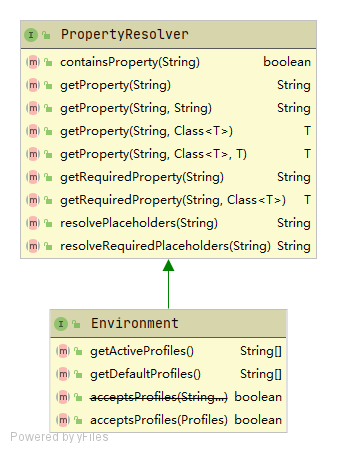 PropertyResolver
containsProperty(String) boolean
getProperty(String) String
getProperty(String, String) String
getProperty(String, Class<T>) T
getProperty(String, Class<T>, T) T
getRequiredProperty(String) String
getRequiredProperty(String, Class<T>) T
resolvePlaceholders(String) String
resolveRequiredPlaceholders(String) String
Environment
getActiveProfiles() String[]
getDefaultProfiles() String[]
acceptsProfiles(String...) boolean
acceptsProfiles(Profiles) boolean
Powered by yFiles